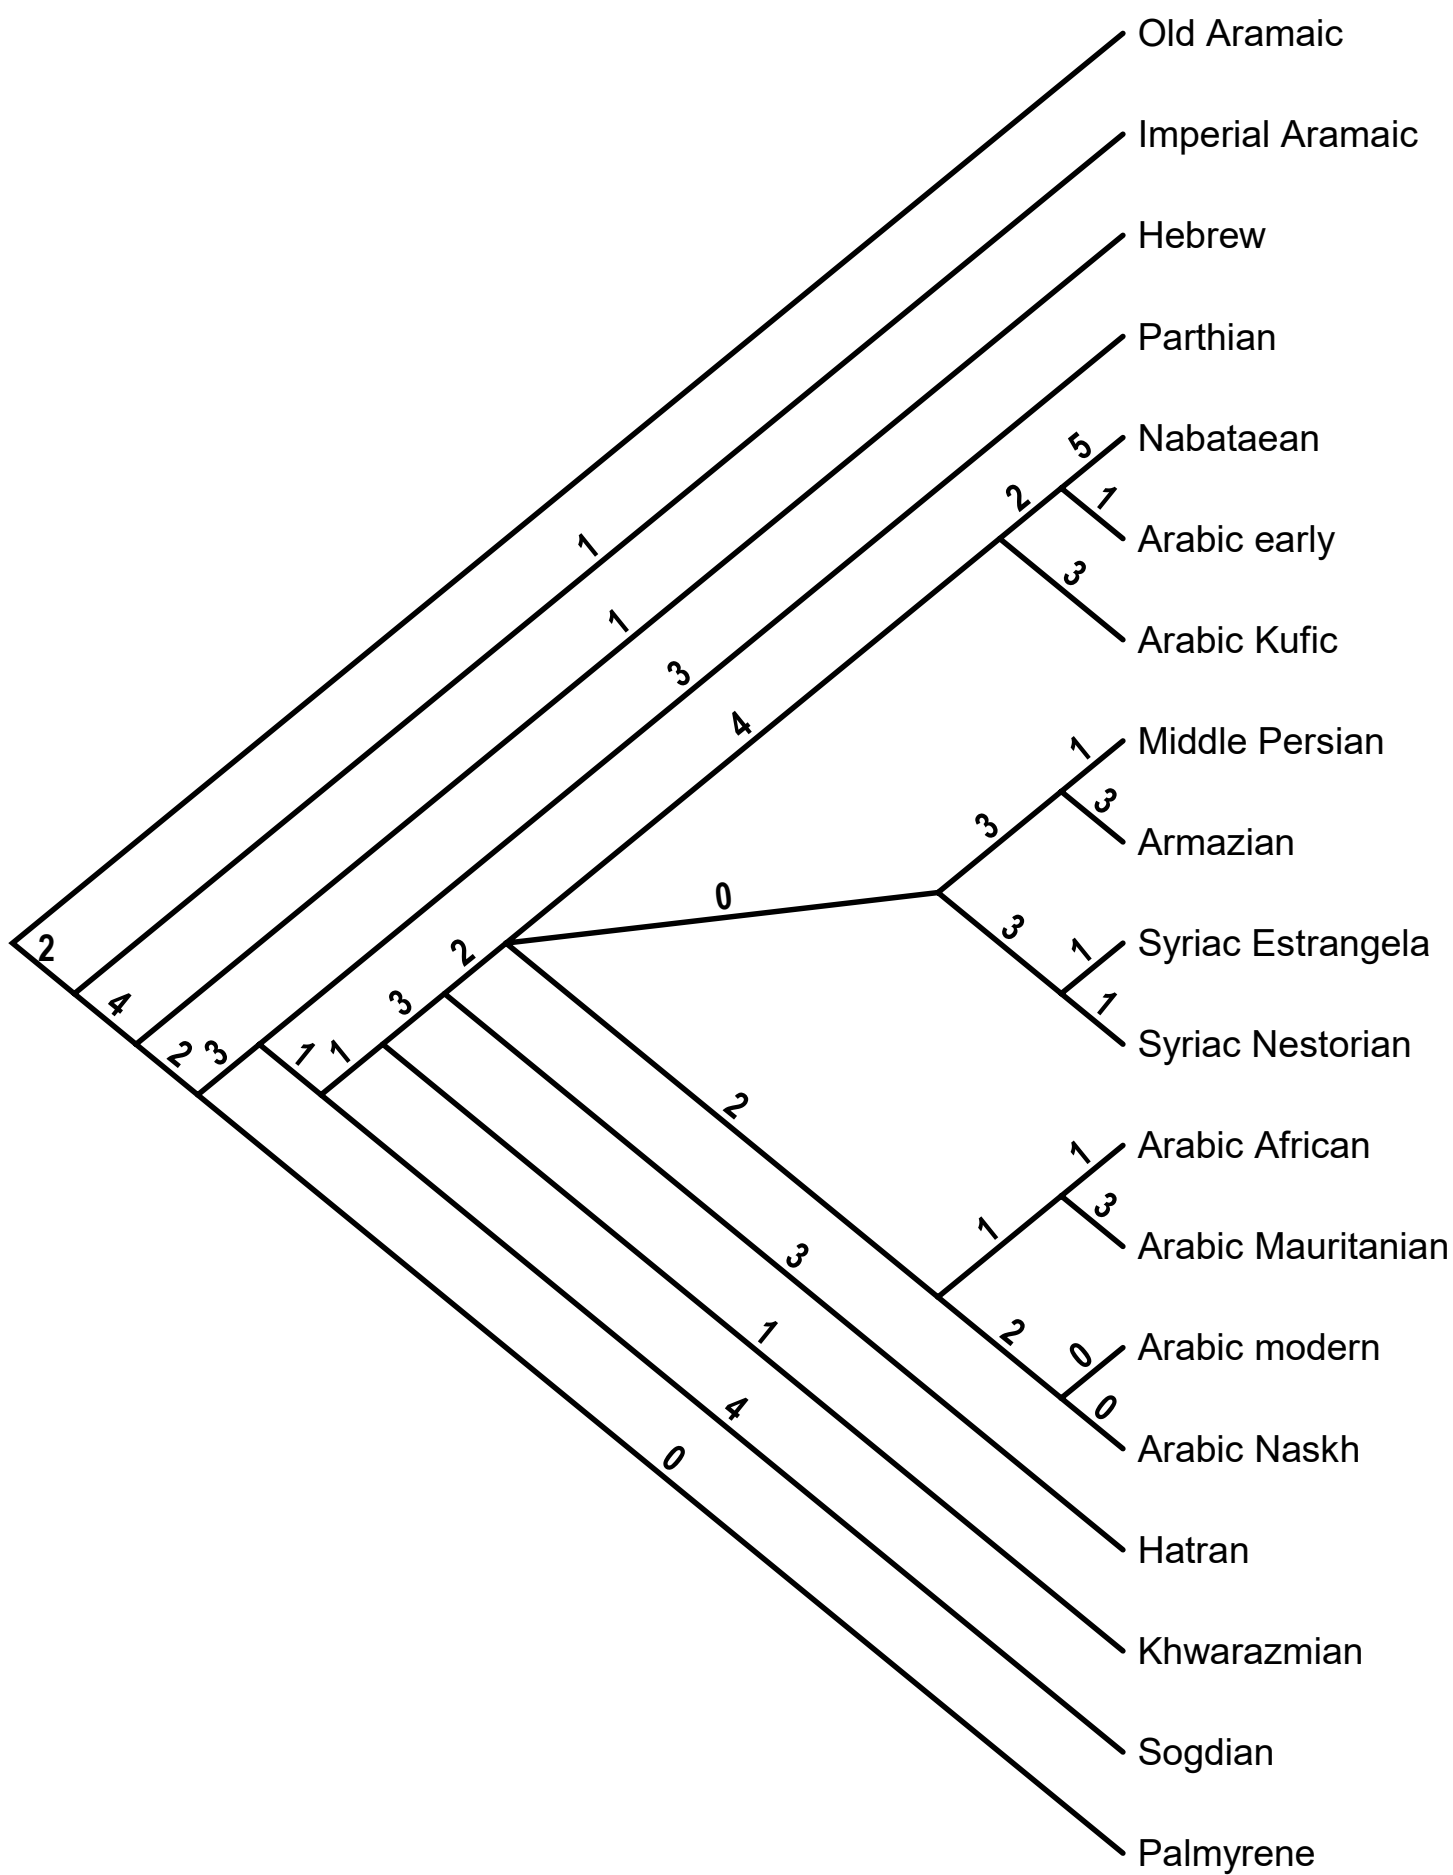 Old Aramaic
Imperial Aramaic
Hebrew
Parthian
5 Nabataean
2 1
Arabic early
1 3
Arabic Kufic
1
3
4
1 Middle Persian
3
3 Armazian
0
3 1 Syriac Estrangela
2
2
4 3 1
Syriac Nestorian
2 3 1 1
2
1 Arabic African
3
1 Arabic Mauritanian
3
2 0 Arabic modern
1
4 0
Arabic Naskh
0
Hatran
Khwarazmian
Sogdian
Palmyrene